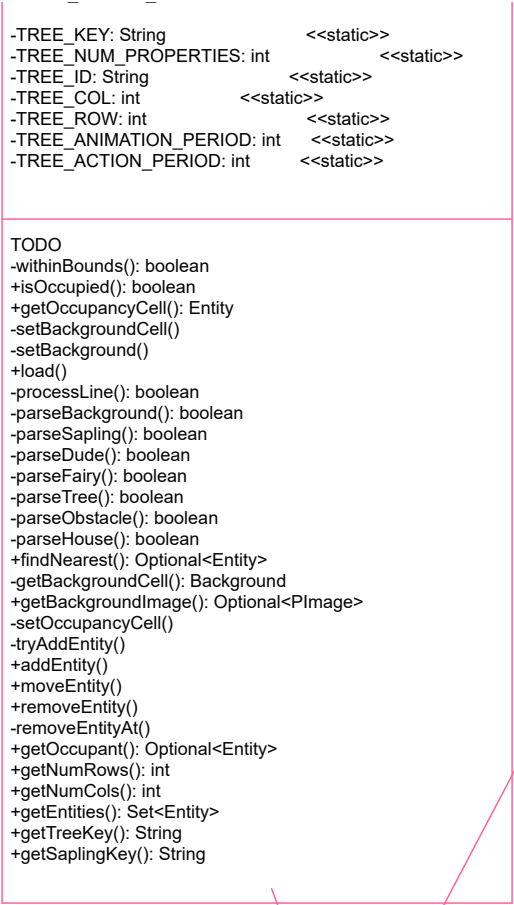 -TREE_KEY: String <<static>>
-TREE_NUM_PROPERTIES: int <<static>>
-TREE_ID: String <<static>>
-TREE_COL: int <<static>>
-TREE_ROW: int <<static>>
-TREE_ANIMATION_PERIOD: int <<static>>
-TREE_ACTION_PERIOD: int <<static>>
TODO
-withinBounds(): boolean
+isOccupied(): boolean
+getOccupancyCell(): Entity
-setBackgroundCell()
-setBackground()
+load()
-processLine(): boolean
-parseBackground(): boolean
-parseSapling(): boolean
-parseDude(): boolean
-parseFairy(): boolean
-parseTree(): boolean
-parseObstacle(): boolean
-parseHouse(): boolean
+findNearest(): Optional<Entity>
-getBackgroundCell(): Background
+getBackgroundImage(): Optional<PImage>
-setOccupancyCell()
-tryAddEntity()
+addEntity()
+moveEntity()
+removeEntity()
-removeEntityAt()
+getOccupant(): Optional<Entity>
+getNumRows(): int
+getNumCols(): int
+getEntities(): Set<Entity>
+getTreeKey(): String
+getSaplingKey(): String